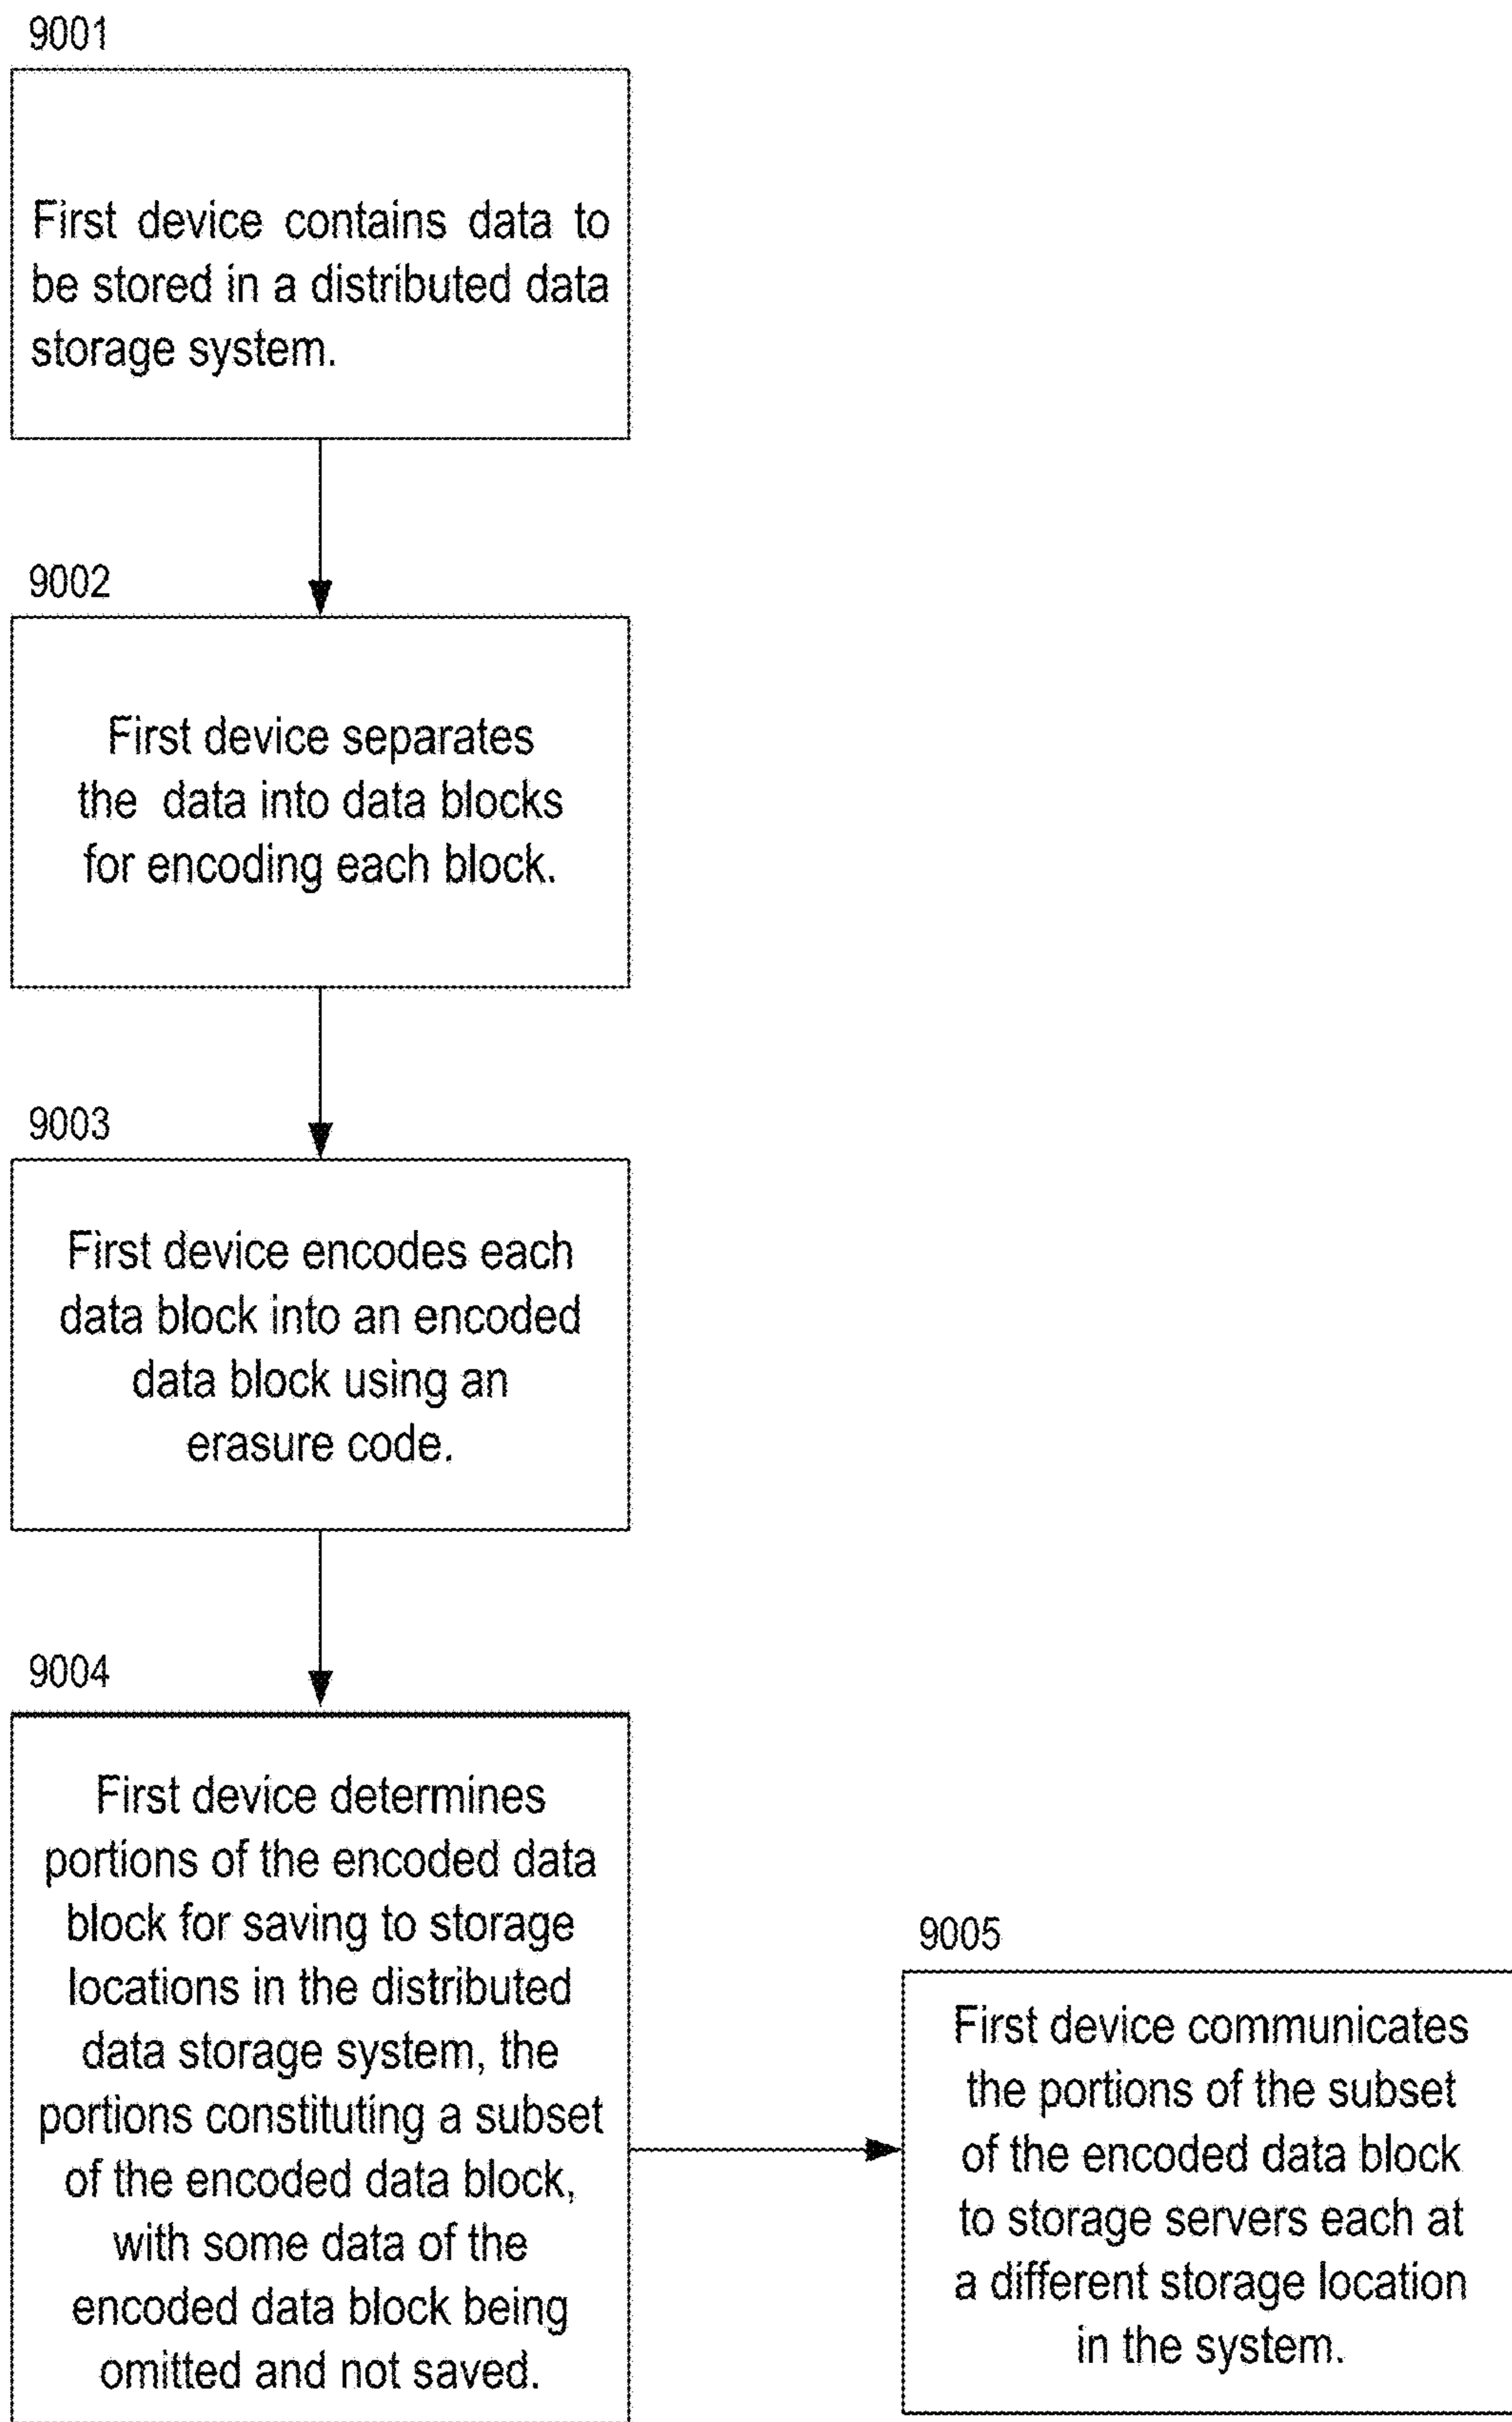 9001
First device contains data to
be stored in a distributed data
storage system.
9002
First device separates
the data into data blocks
for encoding each block.
9003
First device encodes each
data block into an encoded
data block using an
erasure code.
9004
First device determines
portions of the encoded data
block for saving to storage
locations in the distributed
data storage system, the
portions constituting a subset
of the encoded data block,
with some data of the
encoded data block being
omitted and not saved.
9005
First device communicates
the portions of the subset
of the encoded data block
to storage servers each at
a different storage location
in the system.